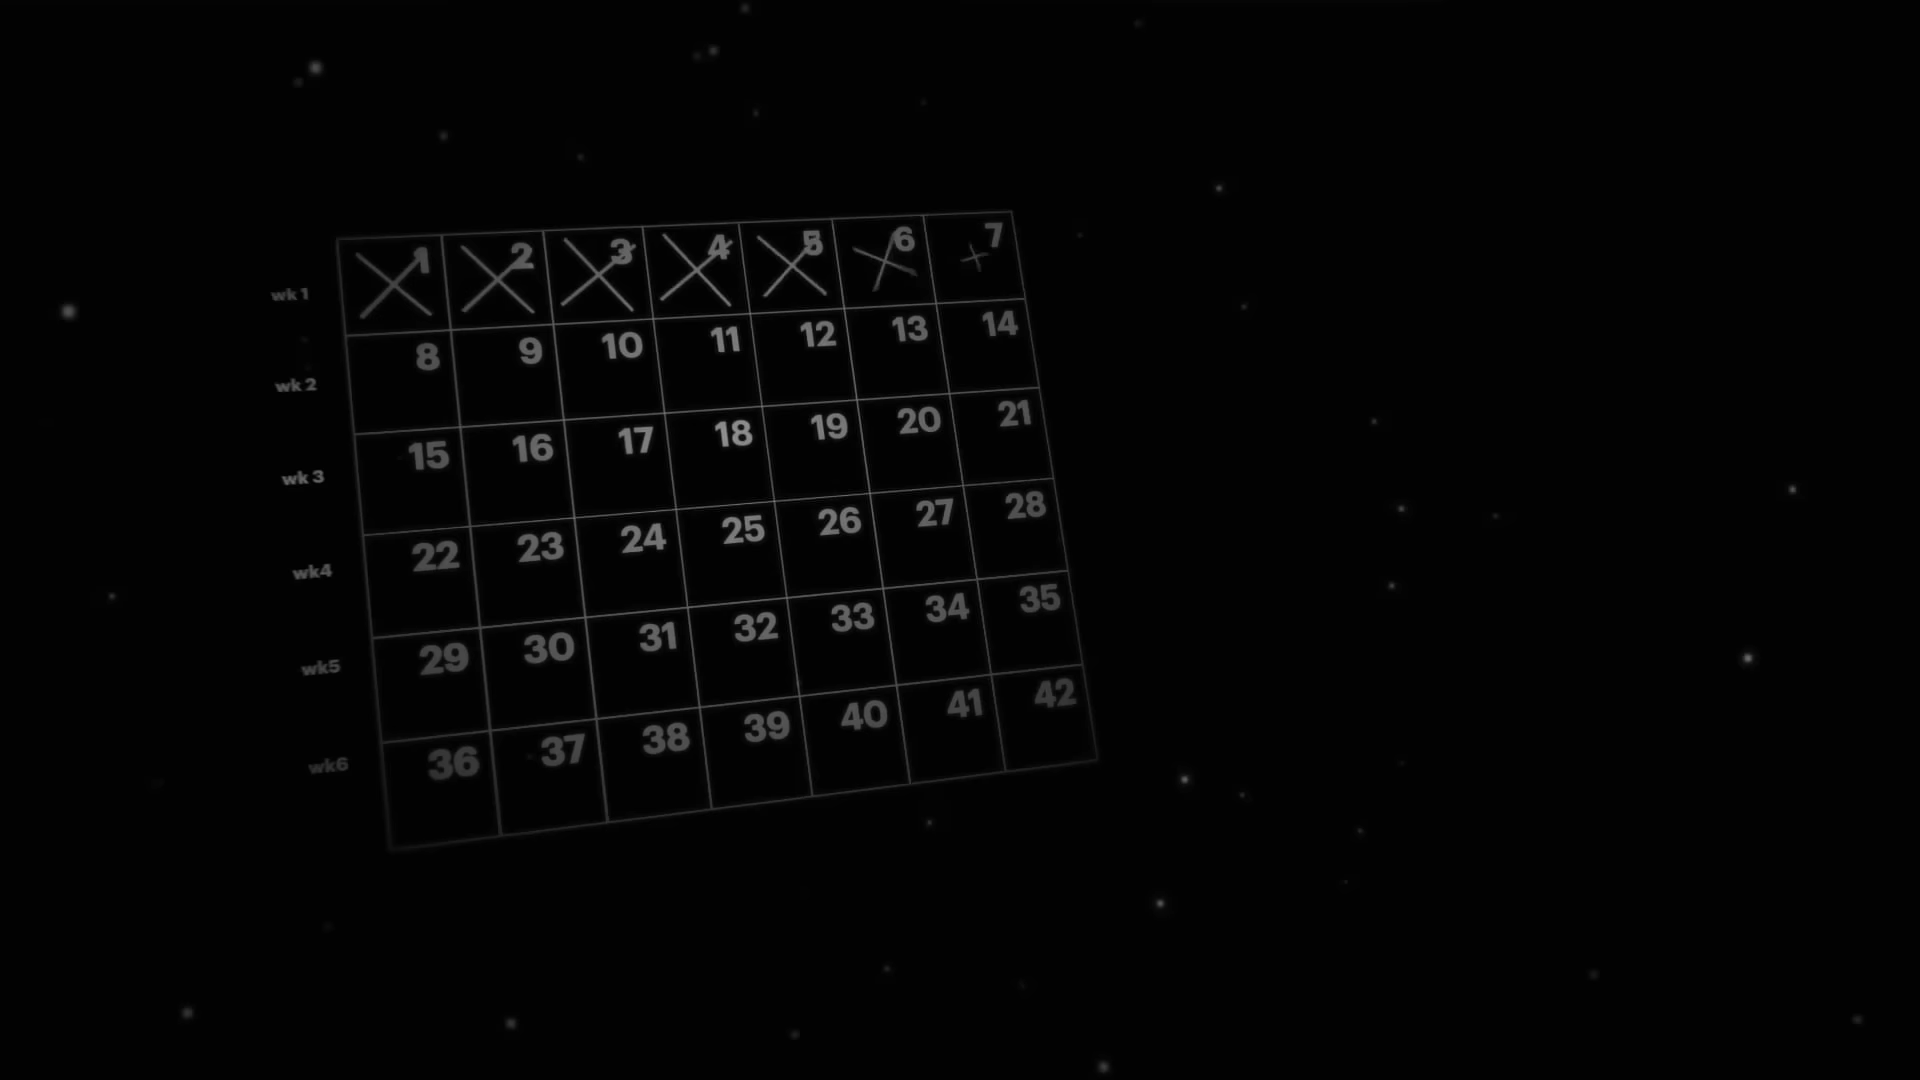 wk 1 1 2 3 4 5 6 7
wk 2 8 9 10 11 12 13 14
wk 3 15 16 17 18 19 20 21
wk4 22 23 24 25 26 27 28
wk5 29 30 31 32 33 34 35
wk6 36 37 38 39 40 41 42